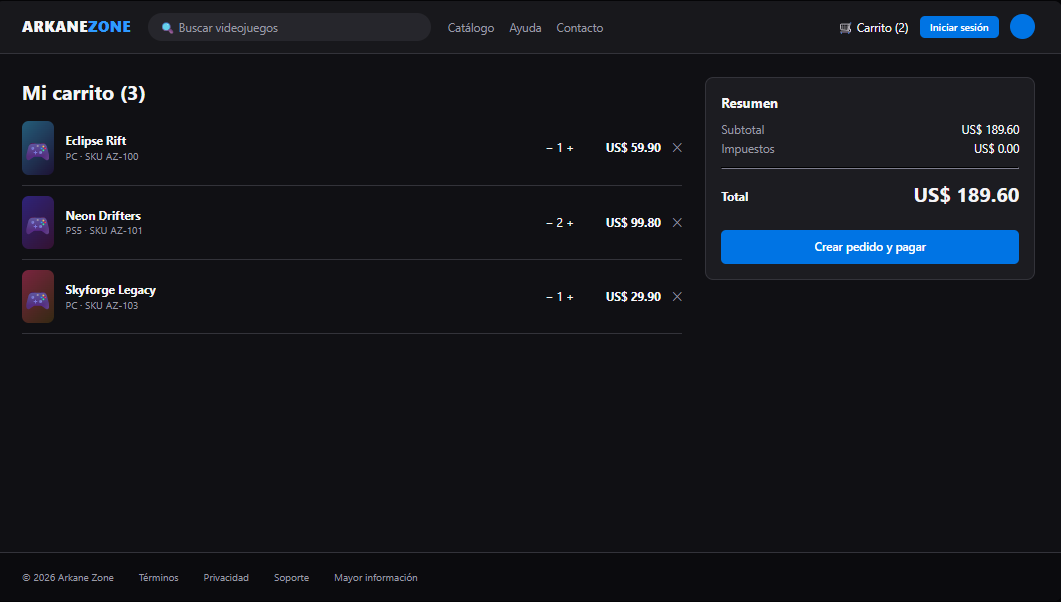 ARKANEZONE
Buscar videojuegos
Catálogo
Ayuda
Contacto
Carrito (2)
Iniciar sesión
Mi carrito (3)
Eclipse Rift
PC · SKU AZ-100
– 1 +
US$ 59.90
Neon Drifters
PS5 · SKU AZ-101
– 2 +
US$ 99.80
Skyforge Legacy
PC · SKU AZ-103
– 1 +
US$ 29.90
Resumen
Subtotal
US$ 189.60
Impuestos
US$ 0.00
Total
US$ 189.60
Crear pedido y pagar
© 2026 Arkane Zone
Términos
Privacidad
Soporte
Mayor información